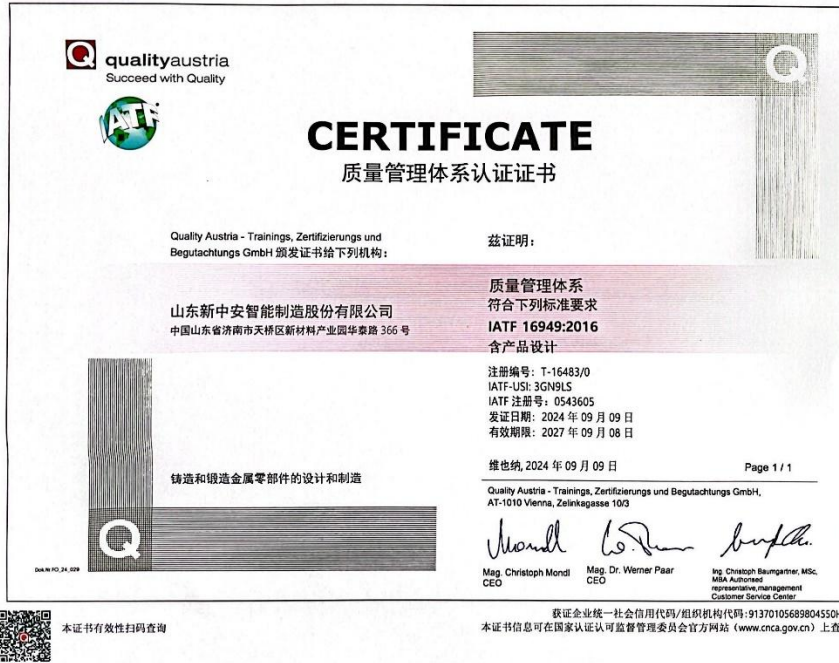 Q qualityaustria
Succeed with Quality
IATF
Q
CERTIFICATE
质量管理体系认证证书
Quality Austria - Trainings, Zertifizierungs und
Begutachtungs GmbH 颁发证书给下列机构：
山东新中安智能制造股份有限公司
中国山东省济南市天桥区新材料产业园华泰路 366 号
铸造和锻造金属零部件的设计和制造
兹证明：
质量管理体系
符合下列标准要求
IATF 16949:2016
含产品设计
注册编号：T-16483/0
IATF-USI: 3GN9LS
IATF 注册号：0543605
发证日期：2024 年 09 月 09 日
有效期限：2027 年 09 月 08 日
维也纳, 2024 年 09 月 09 日
Page 1 / 1
Quality Austria - Trainings, Zertifizierungs und Begutachtungs GmbH,
AT-1010 Vienna, Zelinkagasse 10/3
Mag. Christoph Mondl
CEO
Mag. Dr. Werner Paar
CEO
Ing. Christoph Baumgartner, MSc,
MBA Authorised
representative,management
Customer Service Center
Q
Dok.Nr.FO_24_029
本证书有效性扫码查询
获证企业统一社会信用代码/组织机构代码:91370105689804550
本证书信息可在国家认证认可监督管理委员会官方网站（www.cnca.gov.cn）上查